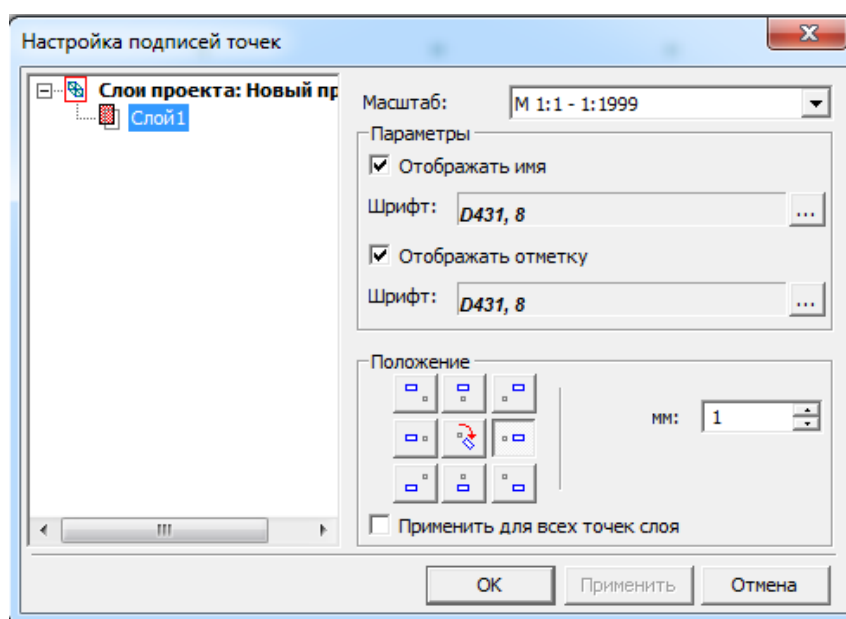 Настройка подписей точек
Слои проекта: Новый пр
Слой1
Масштаб: М 1:1 - 1:1999
Параметры
Отображать имя
Шрифт: D431, 8 ...
Отображать отметку
Шрифт: D431, 8 ...
Положение
мм: 1
Применить для всех точек слоя
ОК Применить Отмена